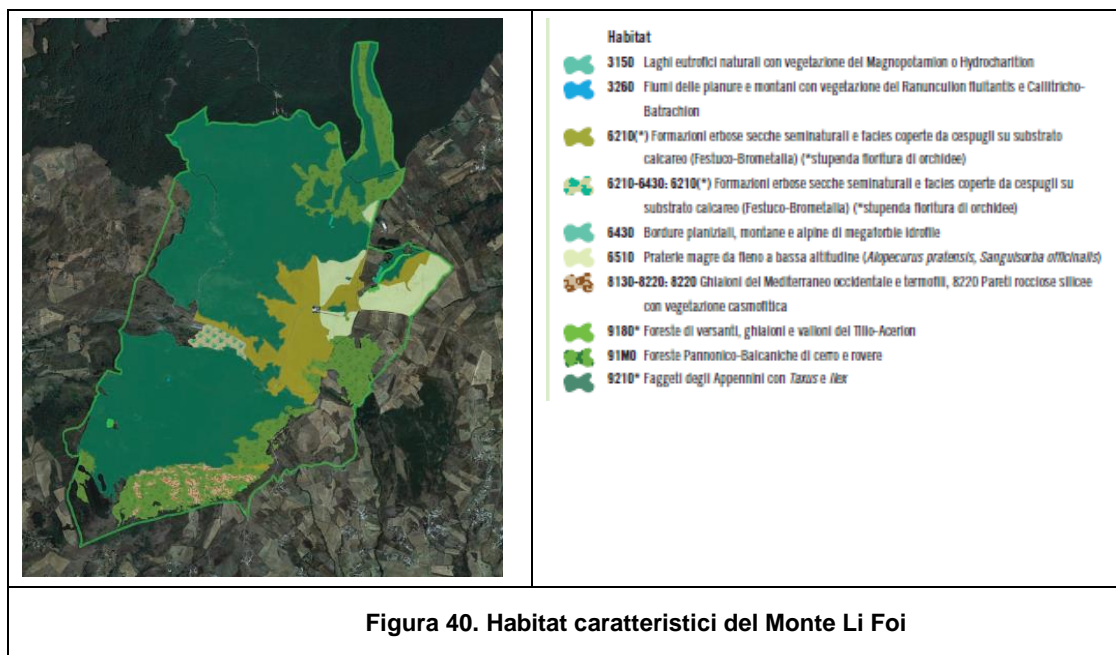 Habitat
3150 Laghi eutrofici naturali con vegetazione del Magnopotamion o Hydrocharition
3260 Fiumi delle pianure e montani con vegetazione del Ranunculion fluitantis e Callitricho-
Batrachion
6210(*) Formazioni erbose secche seminaturali e facies coperte da cespugli su substrato
calcareo (Festuco-Brometalia) (*stupenda fioritura di orchidee)
6210-6430: 6210(*) Formazioni erbose secche seminaturali e facies coperte da cespugli su
substrato calcareo (Festuco-Brometalia) (*stupenda fioritura di orchidee)
6430 Bordure planiziali, montane e alpine di megaforbie idrofile
6510 Praterie magre da fieno a bassa altitudine (Alopecurus pratensis, Sanguisorba officinalis)
8130-8220: 8220 Ghiaioni del Mediterraneo occidentale e termofili, 8220 Pareti rocciose silicee
con vegetazione casmofitica
9180* Foreste di versanti, ghiaioni e valloni del Tilio-Acerion
91M0 Foreste Pannonico-Balcaniche di cerro e rovere
9210* Faggeti degli Appennini con Taxus e Ilex
Figura 40. Habitat caratteristici del Monte Li Foi